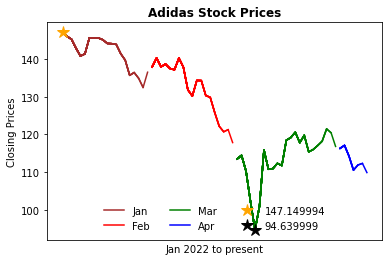 Adidas Stock Prices
Closing Prices
140
130
120
110
100
Jan Mar 147.149994
Feb Apr 94.639999
Jan 2022 to present